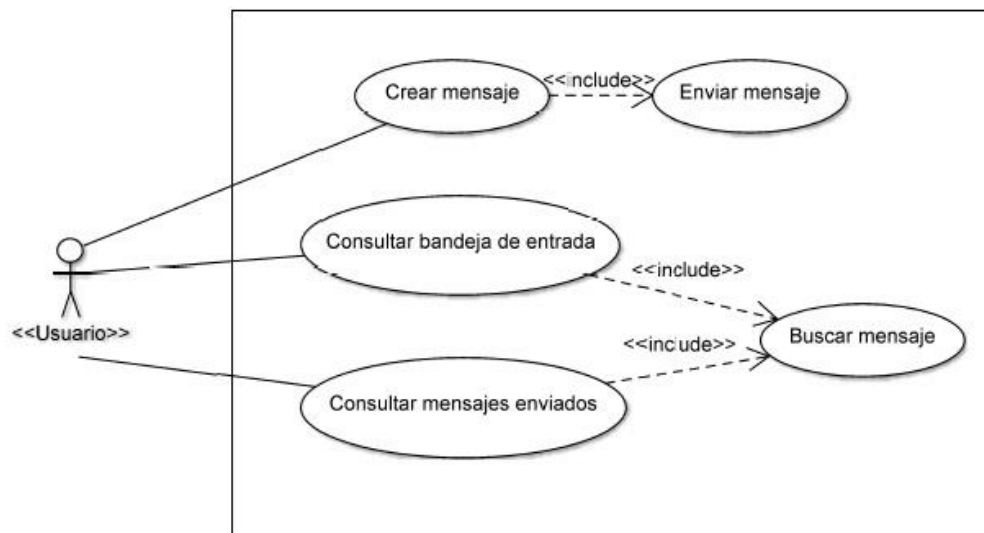 Crear mensaje
<<include>>
Enviar mensaje
Consultar bandeja de entrada
<<include>>
<<Usuario>>
Buscar mensaje
<<include>>
Consultar mensajes enviados